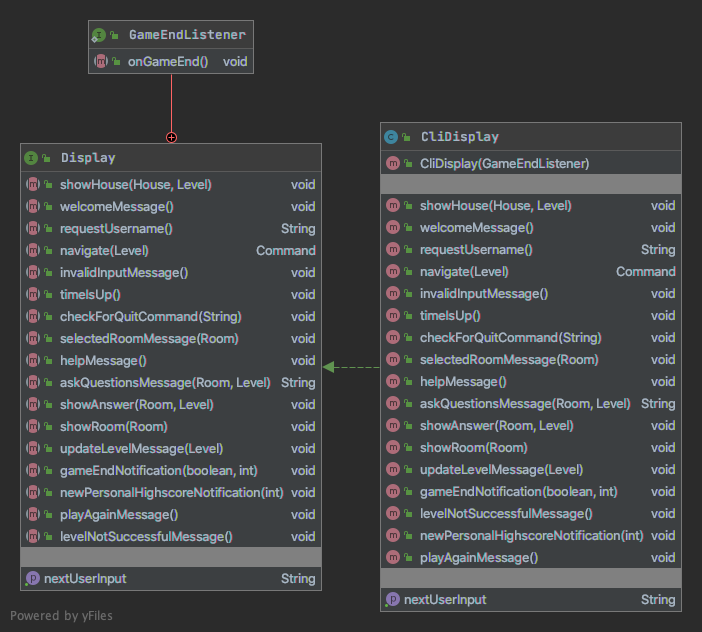 GameEndListener
onGameEnd() void
Display
showHouse(House, Level) void
welcomeMessage() void
requestUsername() String
navigate(Level) Command
invalidInputMessage() void
timeIsUp() void
checkForQuitCommand(String) void
selectedRoomMessage(Room) void
helpMessage() void
askQuestionsMessage(Room, Level) String
showAnswer(Room, Level) void
showRoom(Room) void
updateLevelMessage(Level) void
gameEndNotification(boolean, int) void
newPersonalHighscoreNotification(int) void
playAgainMessage() void
levelNotSuccessfulMessage() void
nextUserInput String
CliDisplay
CliDisplay(GameEndListener)
showHouse(House, Level) void
welcomeMessage() void
requestUsername() String
navigate(Level) Command
invalidInputMessage() void
timeIsUp() void
checkForQuitCommand(String) void
selectedRoomMessage(Room) void
helpMessage() void
askQuestionsMessage(Room, Level) String
showAnswer(Room, Level) void
showRoom(Room) void
updateLevelMessage(Level) void
gameEndNotification(boolean, int) void
levelNotSuccessfulMessage() void
newPersonalHighscoreNotification(int) void
playAgainMessage() void
nextUserInput String
Powered by yFiles